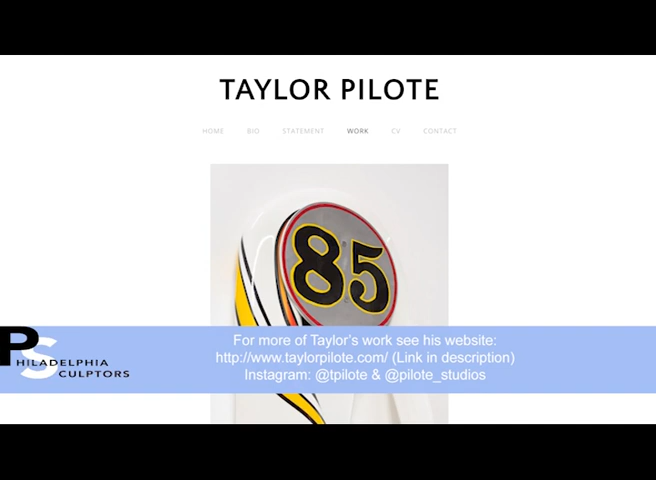 TAYLOR PILOTE
HOME BIO STATEMENT WORK CV CONTACT
85
For more of Taylor's work see his website:
http://www.taylorpilote.com/ (Link in description)
Instagram: @tpilote & @pilote_studios
PHILADELPHIA
SCULPTORS